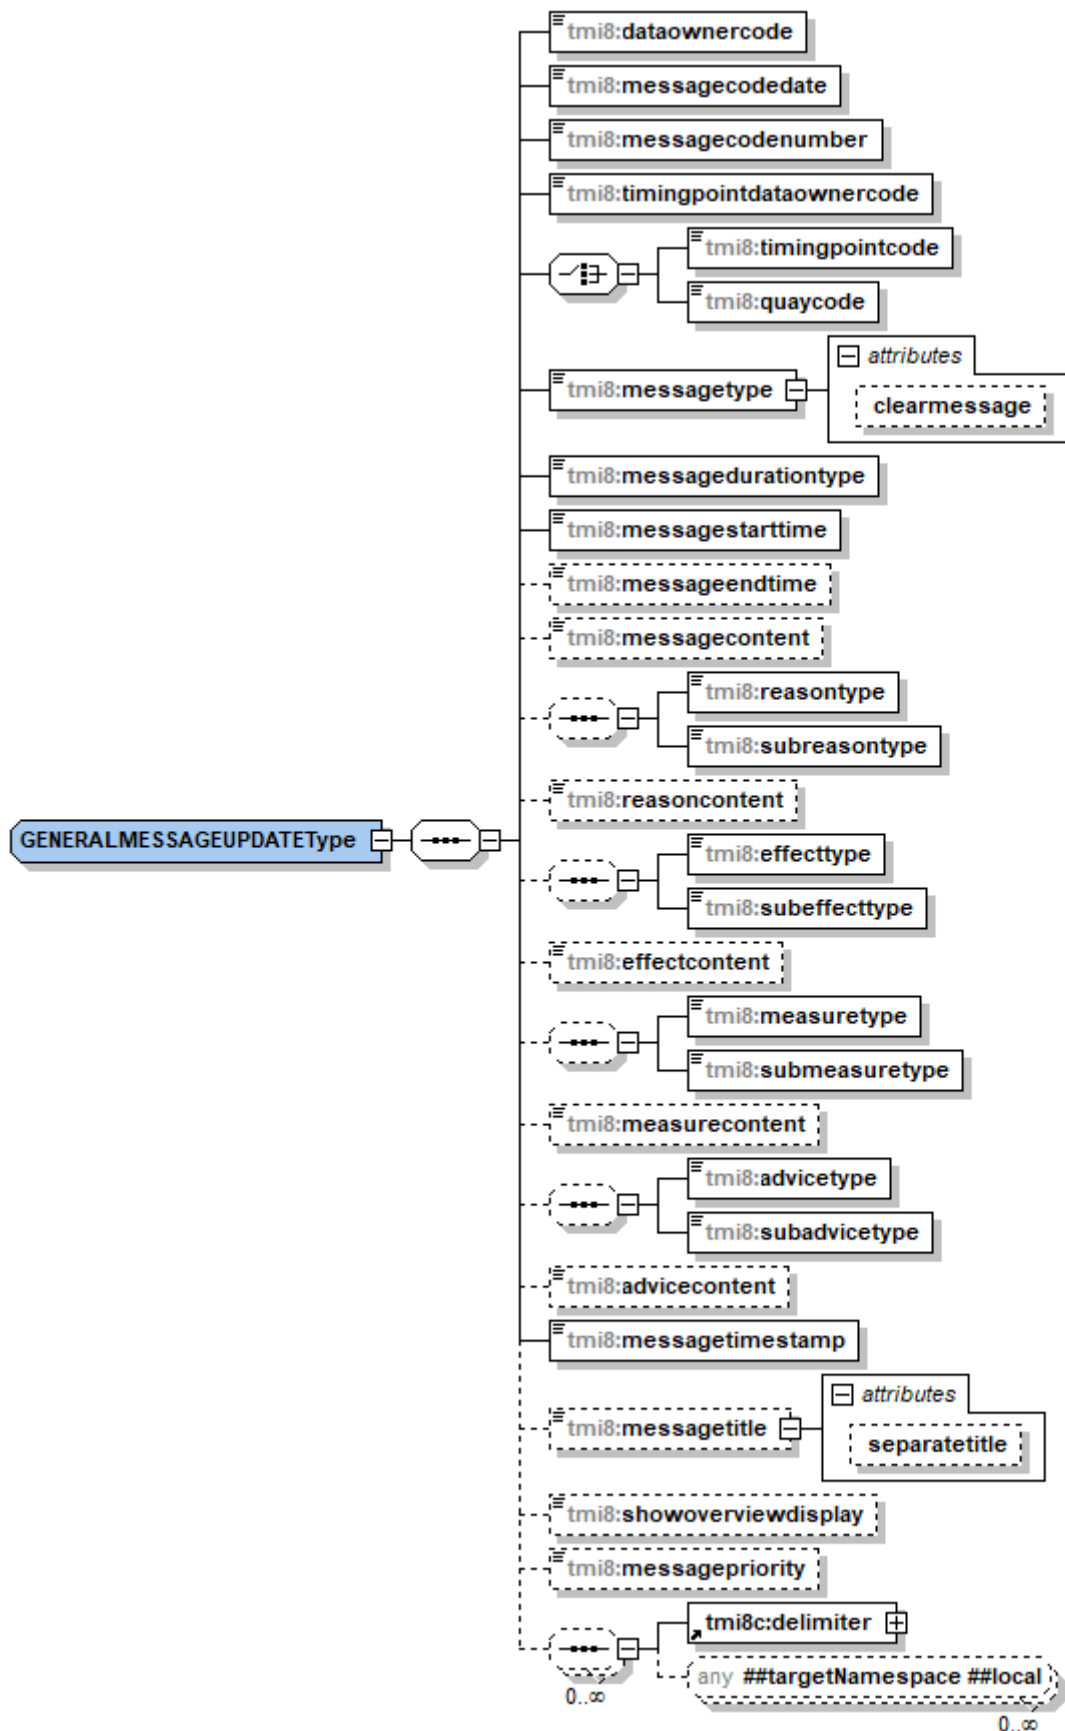 tmi8:dataownercode
tmi8:messagecodedate
tmi8:messagecodenumber
tmi8:timingpointdataownercode
tmi8:timingpointcode
tmi8:quaycode
attributes
tmi8:messagetype
clearmessage
tmi8:messagedurationtype
tmi8:messagestarttime
tmi8:messageendtime
tmi8:messagecontent
tmi8:reasontype
tmi8:subreasontype
tmi8:reasoncontent
GENERALMESSAGEUPDATEType
tmi8:effecttype
tmi8:subeffecttype
tmi8:effectcontent
tmi8:measuretype
tmi8:submeasuretype
tmi8:measurecontent
tmi8:advicetype
tmi8:subadvicetype
tmi8:advicecontent
tmi8:messagetimestamp
attributes
tmi8:messagetitle
separatetitle
tmi8:showoverviewdisplay
tmi8:messagepriority
tmi8c:delimiter
any ##targetNamespace ##local
0..∞
0..∞